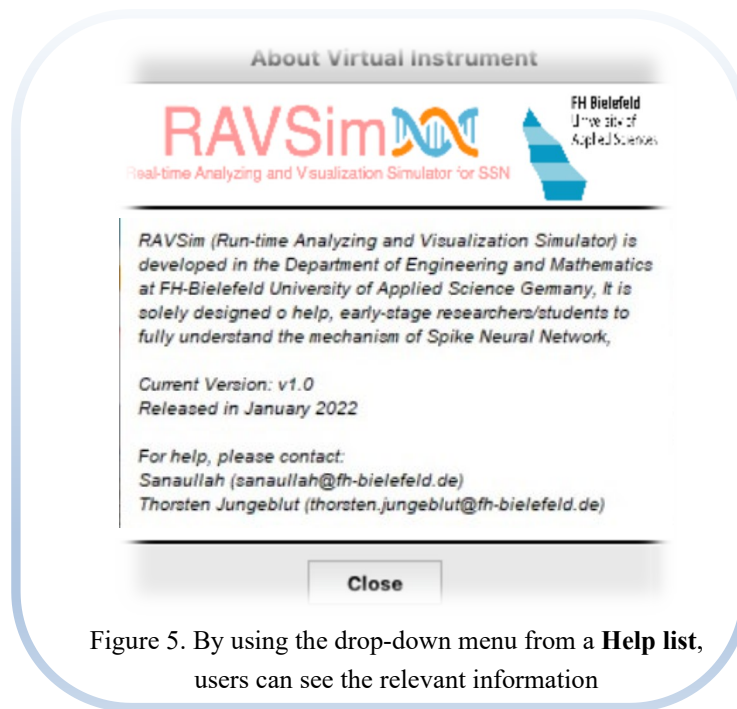 About Virtual Instrument
RAVSim
Real-time Analyzing and Visualization Simulator for SSN
FH Bielefeld
University of
Applied Sciences
RAVSim (Run-time Analyzing and Visualization Simulator) is
developed in the Department of Engineering and Mathematics
at FH-Bielefeld University of Applied Science Germany, It is
solely designed o help, early-stage researchers/students to
fully understand the mechanism of Spike Neural Network,
Current Version: v1.0
Released in January 2022
For help, please contact:
Sanaullah (sanaullah@fh-bielefeld.de)
Thorsten Jungeblut (thorsten.jungeblut@fh-bielefeld.de)
Close
Figure 5. By using the drop-down menu from a Help list,
users can see the relevant information